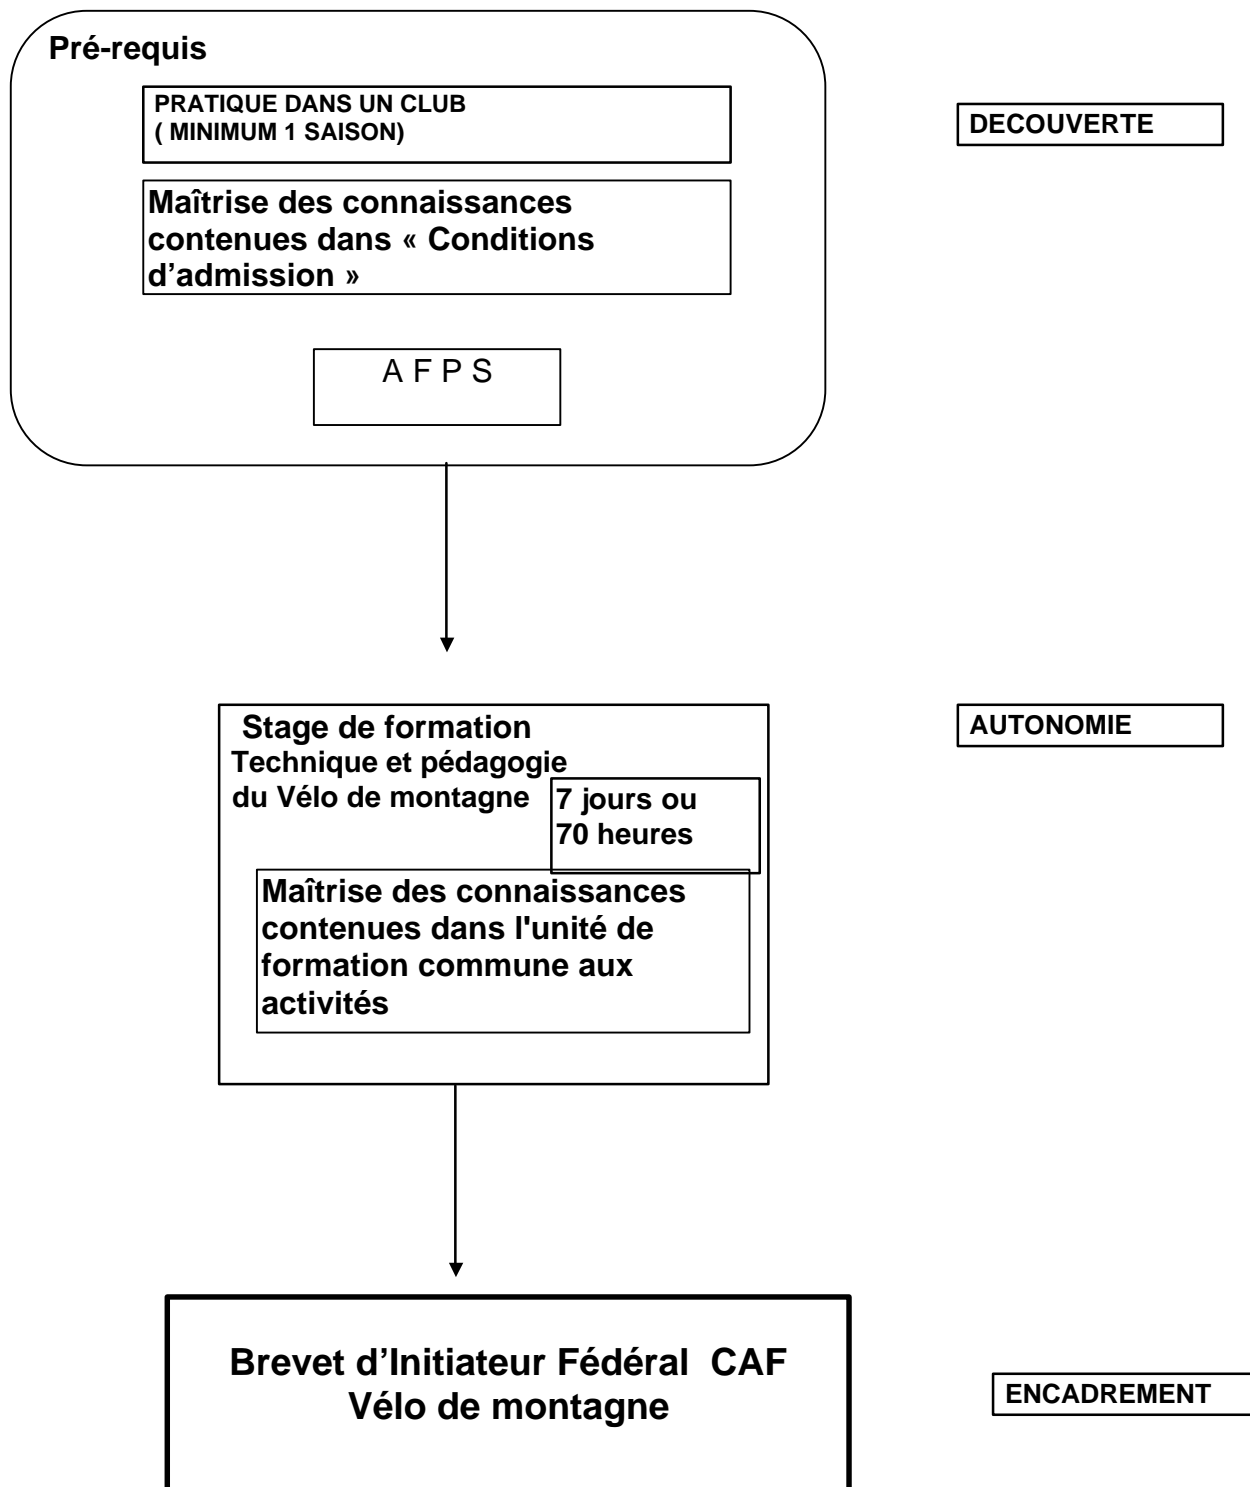 Pré-requis
PRATIQUE DANS UN CLUB
( MINIMUM 1 SAISON)
DECOUVERTE
Maîtrise des connaissances
contenues dans « Conditions
d’admission »
A F P S
Stage de formation
Technique et pédagogie
du Vélo de montagne
7 jours ou
70 heures
AUTONOMIE
Maîtrise des connaissances
contenues dans l'unité de
formation commune aux
activités
Brevet d’Initiateur Fédéral CAF
Vélo de montagne
ENCADREMENT